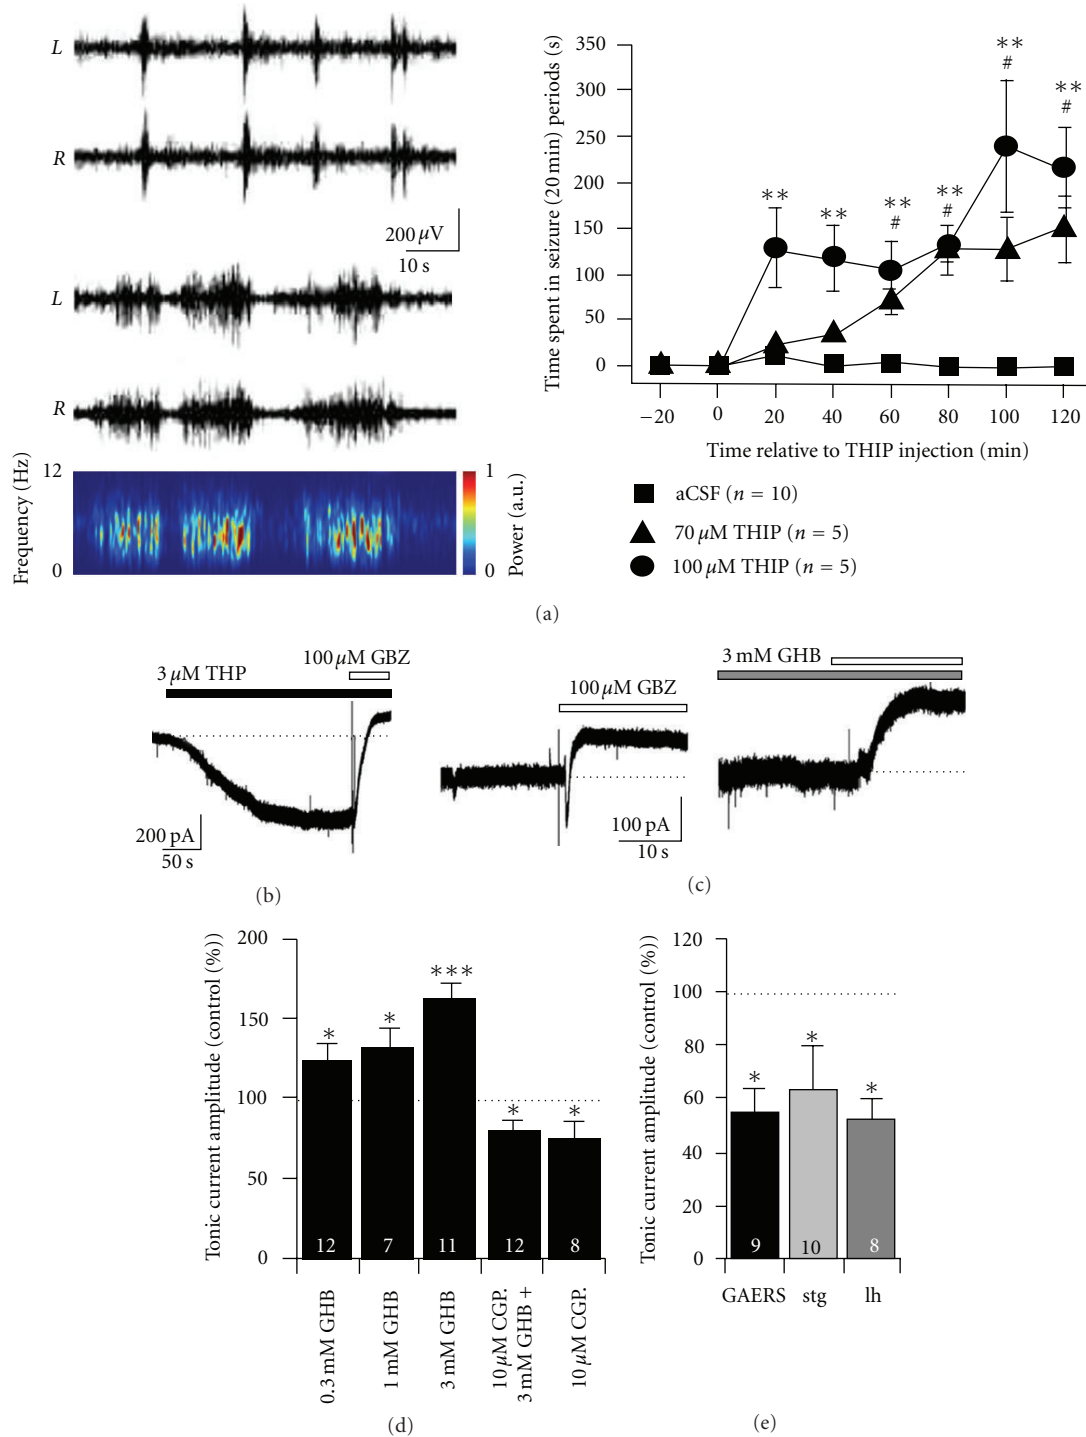 L
R
200 μV
10 s
L
R
Frequency (Hz)
12
0
1
0
Power (a.u.)
Time spent in seizure (20 min) periods (s)
350
300
250
200
150
100
50
0
** ** ** # ** # ** # ** #
−20 0 20 40 60 80 100 120
Time relative to THIP injection (min)
aCSF (n = 10)
70 μM THIP (n = 5)
100 μM THIP (n = 5)
(a)
3 μM THP
100 μM GBZ
200 pA
50 s
(b)
100 μM GBZ
3 mM GHB
100 pA
10 s
(c)
Tonic current amplitude (control (%))
200
150
100
50
0
* * *** * *
12 7 11 12 8
0.3 mM GHB
1 mM GHB
3 mM GHB
10 μM CGP.
3 mM GHB +
10 μM CGP.
(d)
Tonic current amplitude (control (%))
120
100
80
60
40
20
0
* * *
9 10 8
GAERS stg lh
(e)